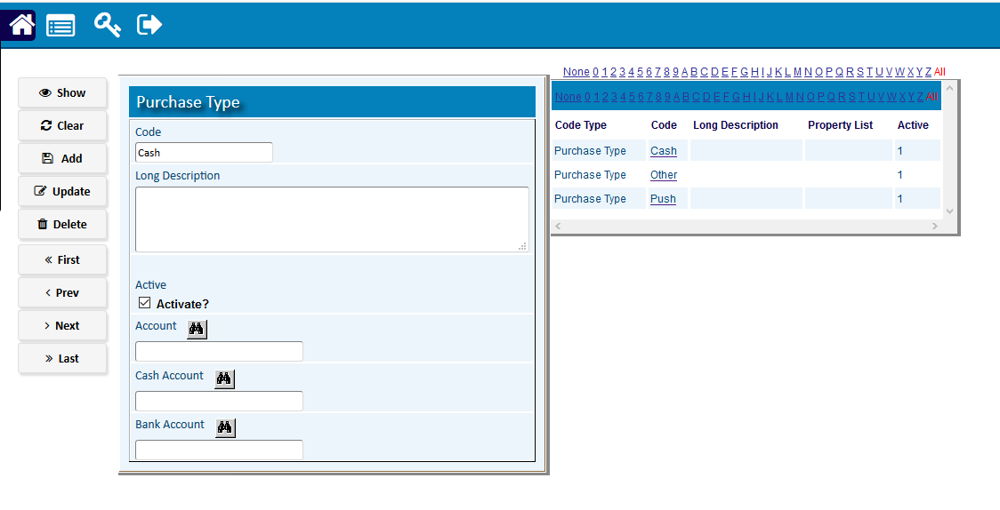 Show
Clear
Add
Update
Delete
First
Prev
Next
Last
Purchase Type
Code
Cash
Long Description
Active
Activate?
Account
Cash Account
Bank Account
None 0 1 2 3 4 5 6 7 8 9 A B C D E F G H I J K L M N O P Q R S T U V W X Y Z All
None 0 1 2 3 4 5 6 7 8 9 A B C D E F G H I J K L M N O P Q R S T U V W X Y Z All
Code Type Code Long Description Property List Active
Purchase Type Cash 1
Purchase Type Other 1
Purchase Type Push 1